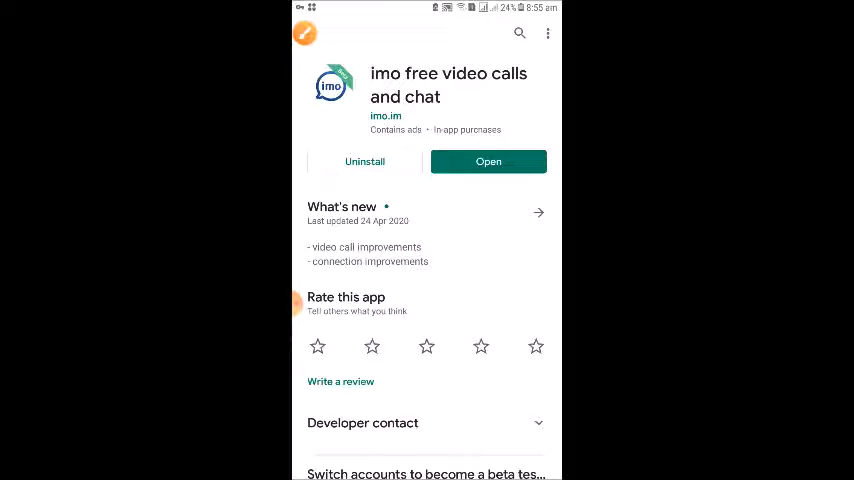 24% 8:55 am
imo
imo free video calls
and chat
imo.im
Contains ads • In-app purchases
Uninstall
Open
What's new •
Last updated 24 Apr 2020
- video call improvements
- connection improvements
Rate this app
Tell others what you think
Write a review
Developer contact
Switch accounts to become a beta tes...